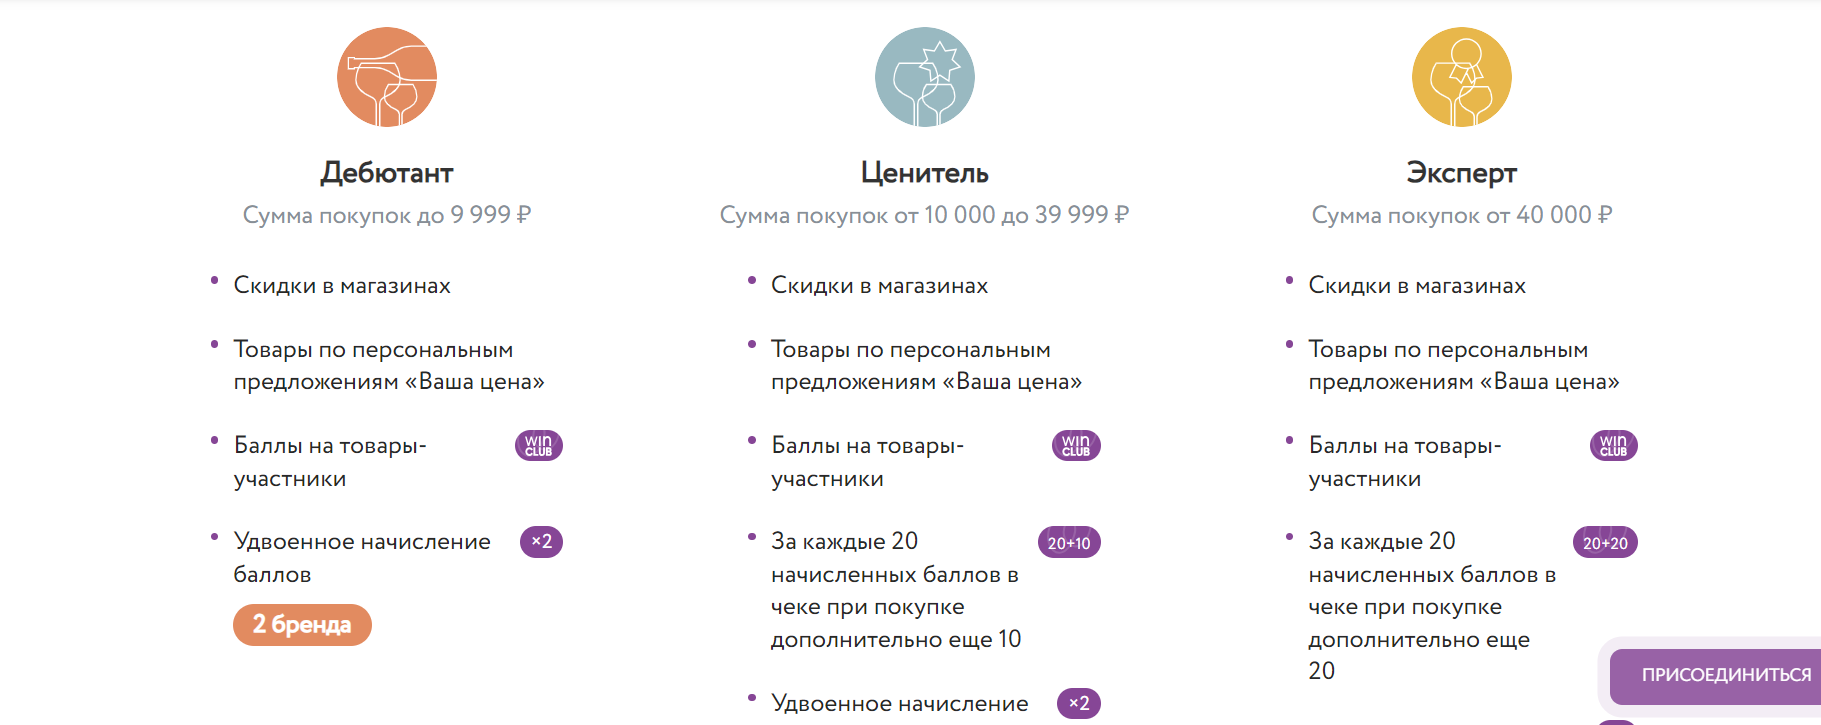 Дебютант
Сумма покупок до 9 999 ₽
Скидки в магазинах
Товары по персональным
предложениям «Ваша цена»
Баллы на товары-
участники
win
CLUB
Удвоенное начисление
баллов
×2
2 бренда
Ценитель
Сумма покупок от 10 000 до 39 999 ₽
Скидки в магазинах
Товары по персональным
предложениям «Ваша цена»
Баллы на товары-
участники
win
CLUB
За каждые 20
начисленных баллов в
чеке при покупке
дополнительно еще 10
20+10
Удвоенное начисление
×2
Эксперт
Сумма покупок от 40 000 ₽
Скидки в магазинах
Товары по персональным
предложениям «Ваша цена»
Баллы на товары-
участники
win
CLUB
За каждые 20
начисленных баллов в
чеке при покупке
дополнительно еще
20
20+20
ПРИСОЕДИНИТЬСЯ